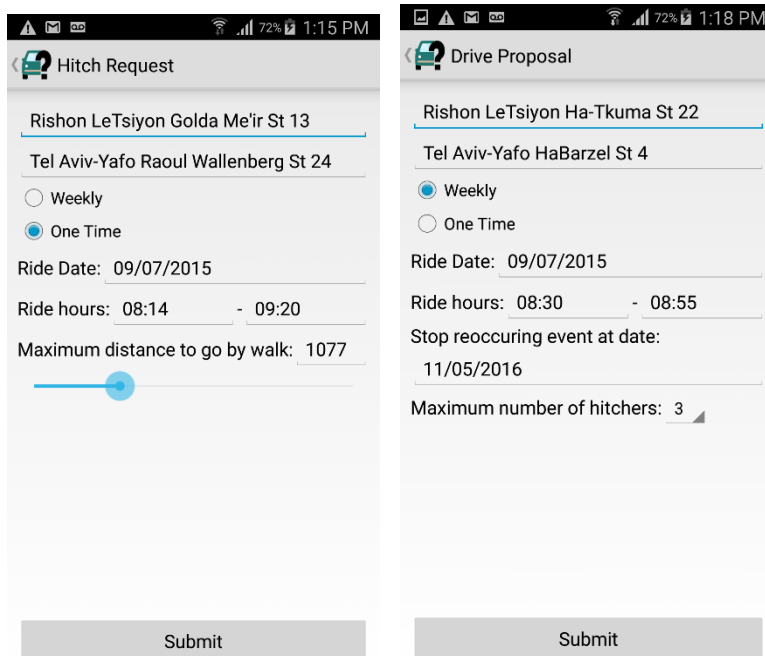 72% 1:15 PM
Hitch Request
Rishon LeTsiyon Golda Me'ir St 13
Tel Aviv-Yafo Raoul Wallenberg St 24
Weekly
One Time
Ride Date: 09/07/2015
Ride hours: 08:14 - 09:20
Maximum distance to go by walk: 1077
Submit
72% 1:18 PM
Drive Proposal
Rishon LeTsiyon Ha-Tkuma St 22
Tel Aviv-Yafo HaBarzel St 4
Weekly
One Time
Ride Date: 09/07/2015
Ride hours: 08:30 - 08:55
Stop reoccuring event at date:
11/05/2016
Maximum number of hitchers: 3
Submit